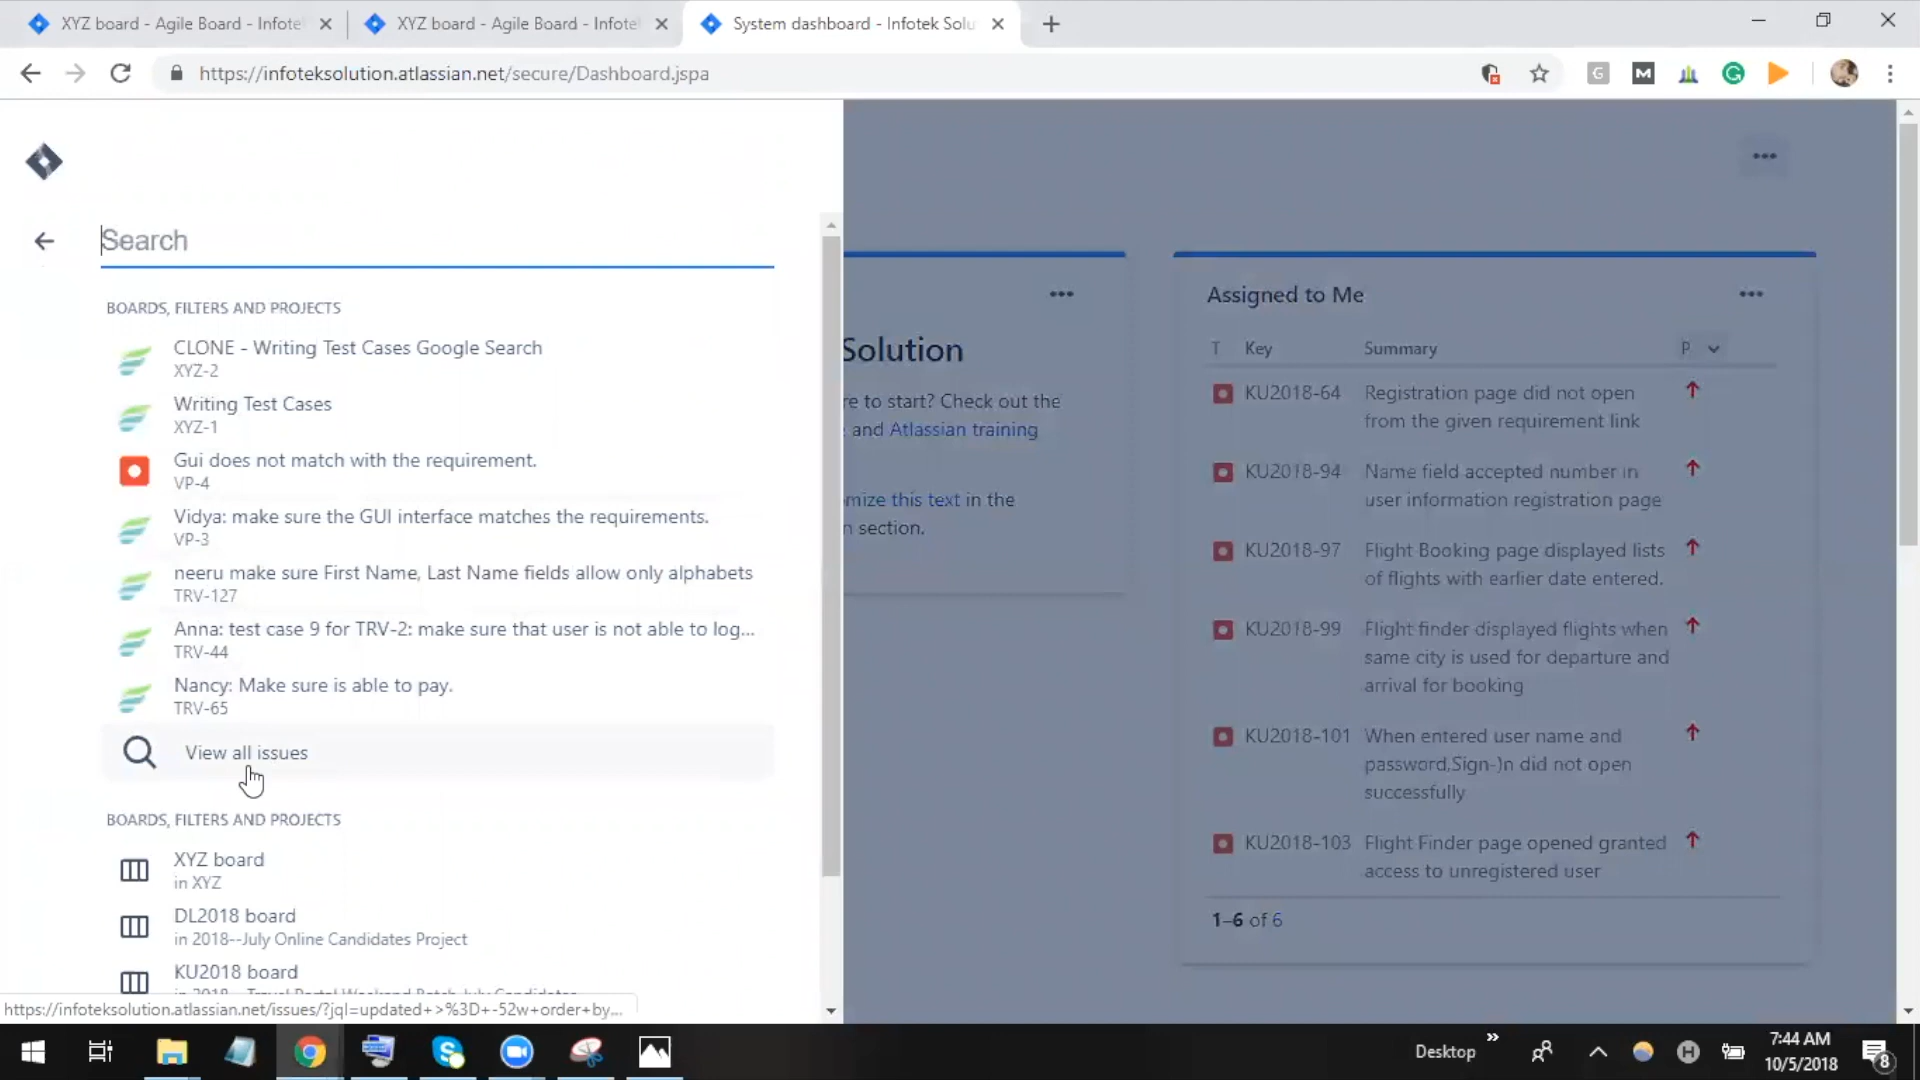 XYZ board - Agile Board - Infote
XYZ board - Agile Board - Infote
System dashboard - Infotek Solu
https://infoteksolution.atlassian.net/secure/Dashboard.jspa
Search
BOARDS, FILTERS AND PROJECTS
CLONE - Writing Test Cases Google Search
XYZ-2
Writing Test Cases
XYZ-1
Gui does not match with the requirement.
VP-4
Vidya: make sure the GUI interface matches the requirements.
VP-3
neeru make sure First Name, Last Name fields allow only alphabets
TRV-127
Anna: test case 9 for TRV-2: make sure that user is not able to log...
TRV-44
Nancy: Make sure is able to pay.
TRV-65
View all issues
BOARDS, FILTERS AND PROJECTS
XYZ board
in XYZ
DL2018 board
in 2018--July Online Candidates Project
KU2018 board
https://infoteksolution.atlassian.net/issues/?jql=updated+>%3D+-52w+order+by...
Solution
re to start? Check out the
and Atlassian training
mize this text in the
n section.
Assigned to Me
T Key Summary P
KU2018-64 Registration page did not open
from the given requirement link
KU2018-94 Name field accepted number in
user information registration page
KU2018-97 Flight Booking page displayed lists
of flights with earlier date entered.
KU2018-99 Flight finder displayed flights when
same city is used for departure and
arrival for booking
KU2018-101 When entered user name and
password,Sign-)n did not open
successfully
KU2018-103 Flight Finder page opened granted
access to unregistered user
1–6 of 6
Desktop
7:44 AM
10/5/2018
8